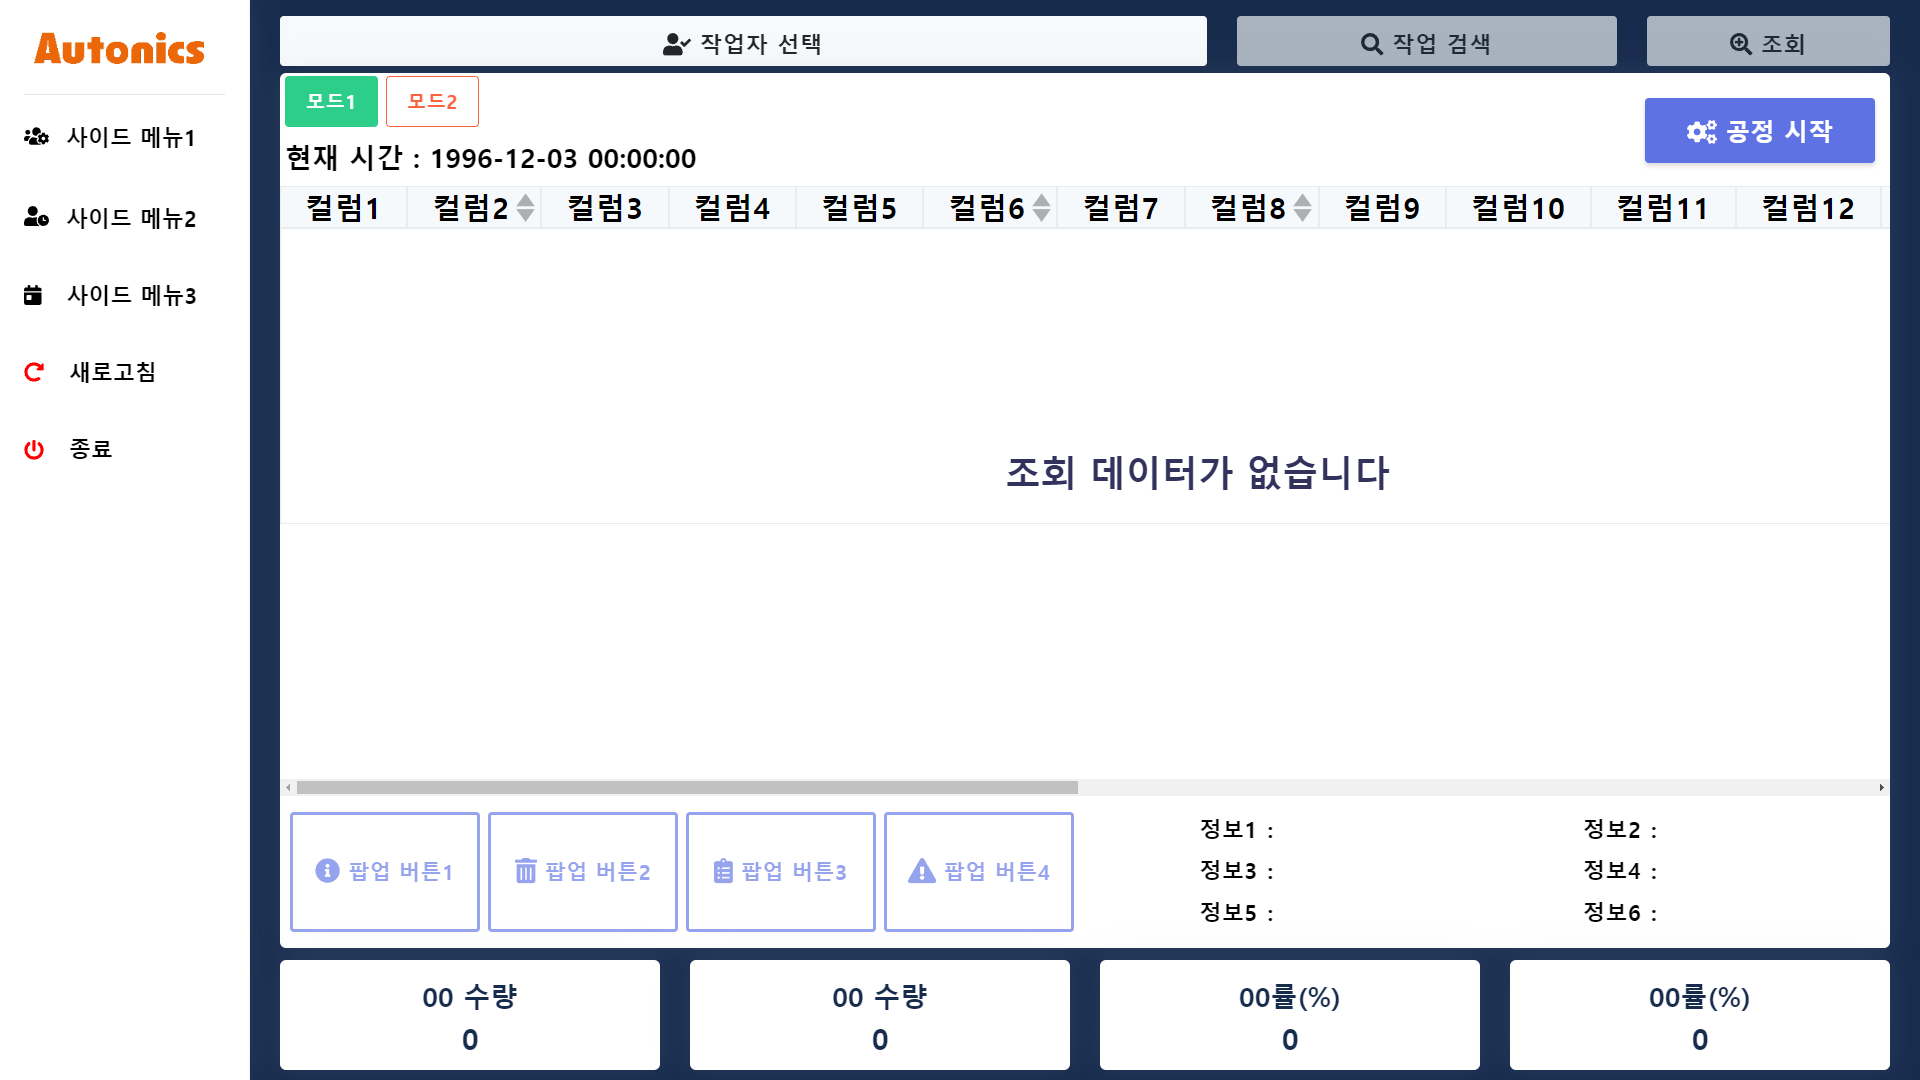 Autonics
작업자 선택
작업 검색
조회
모드1
모드2
공정 시작
현재 시간 : 1996-12-03 00:00:00
사이드 메뉴1
사이드 메뉴2
사이드 메뉴3
새로고침
종료
컬럼1 컬럼2 컬럼3 컬럼4 컬럼5 컬럼6 컬럼7 컬럼8 컬럼9 컬럼10 컬럼11 컬럼12
조회 데이터가 없습니다
팝업 버튼1
팝업 버튼2
팝업 버튼3
팝업 버튼4
정보1 :
정보2 :
정보3 :
정보4 :
정보5 :
정보6 :
00 수량
0
00 수량
0
00률(%)
0
00률(%)
0